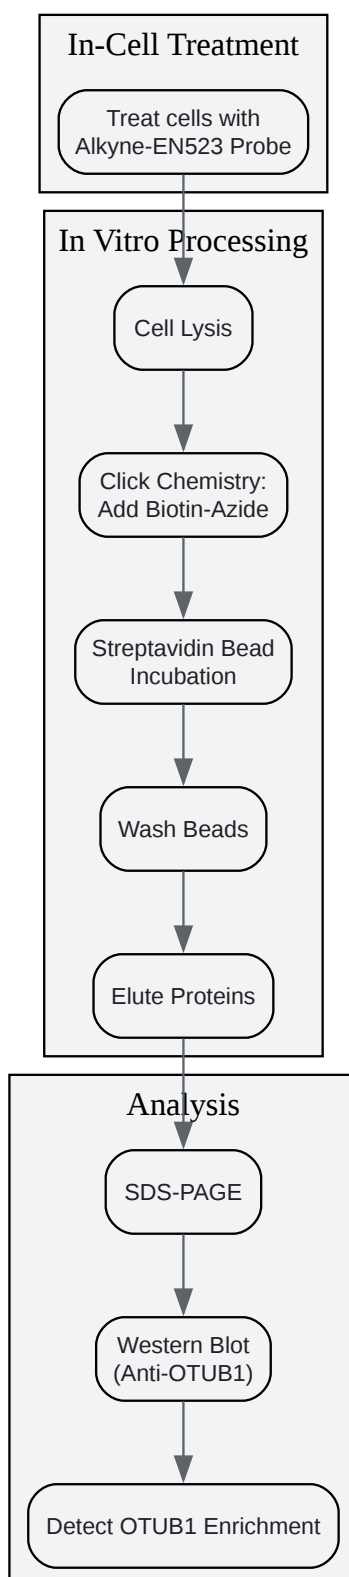 In-Cell Treatment
Treat cells with
Alkyne-EN523 Probe
In Vitro Processing
Cell Lysis
Click Chemistry:
Add Biotin-Azide
Streptavidin Bead
Incubation
Wash Beads
Elute Proteins
Analysis
SDS-PAGE
Western Blot
(Anti-OTUB1)
Detect OTUB1 Enrichment